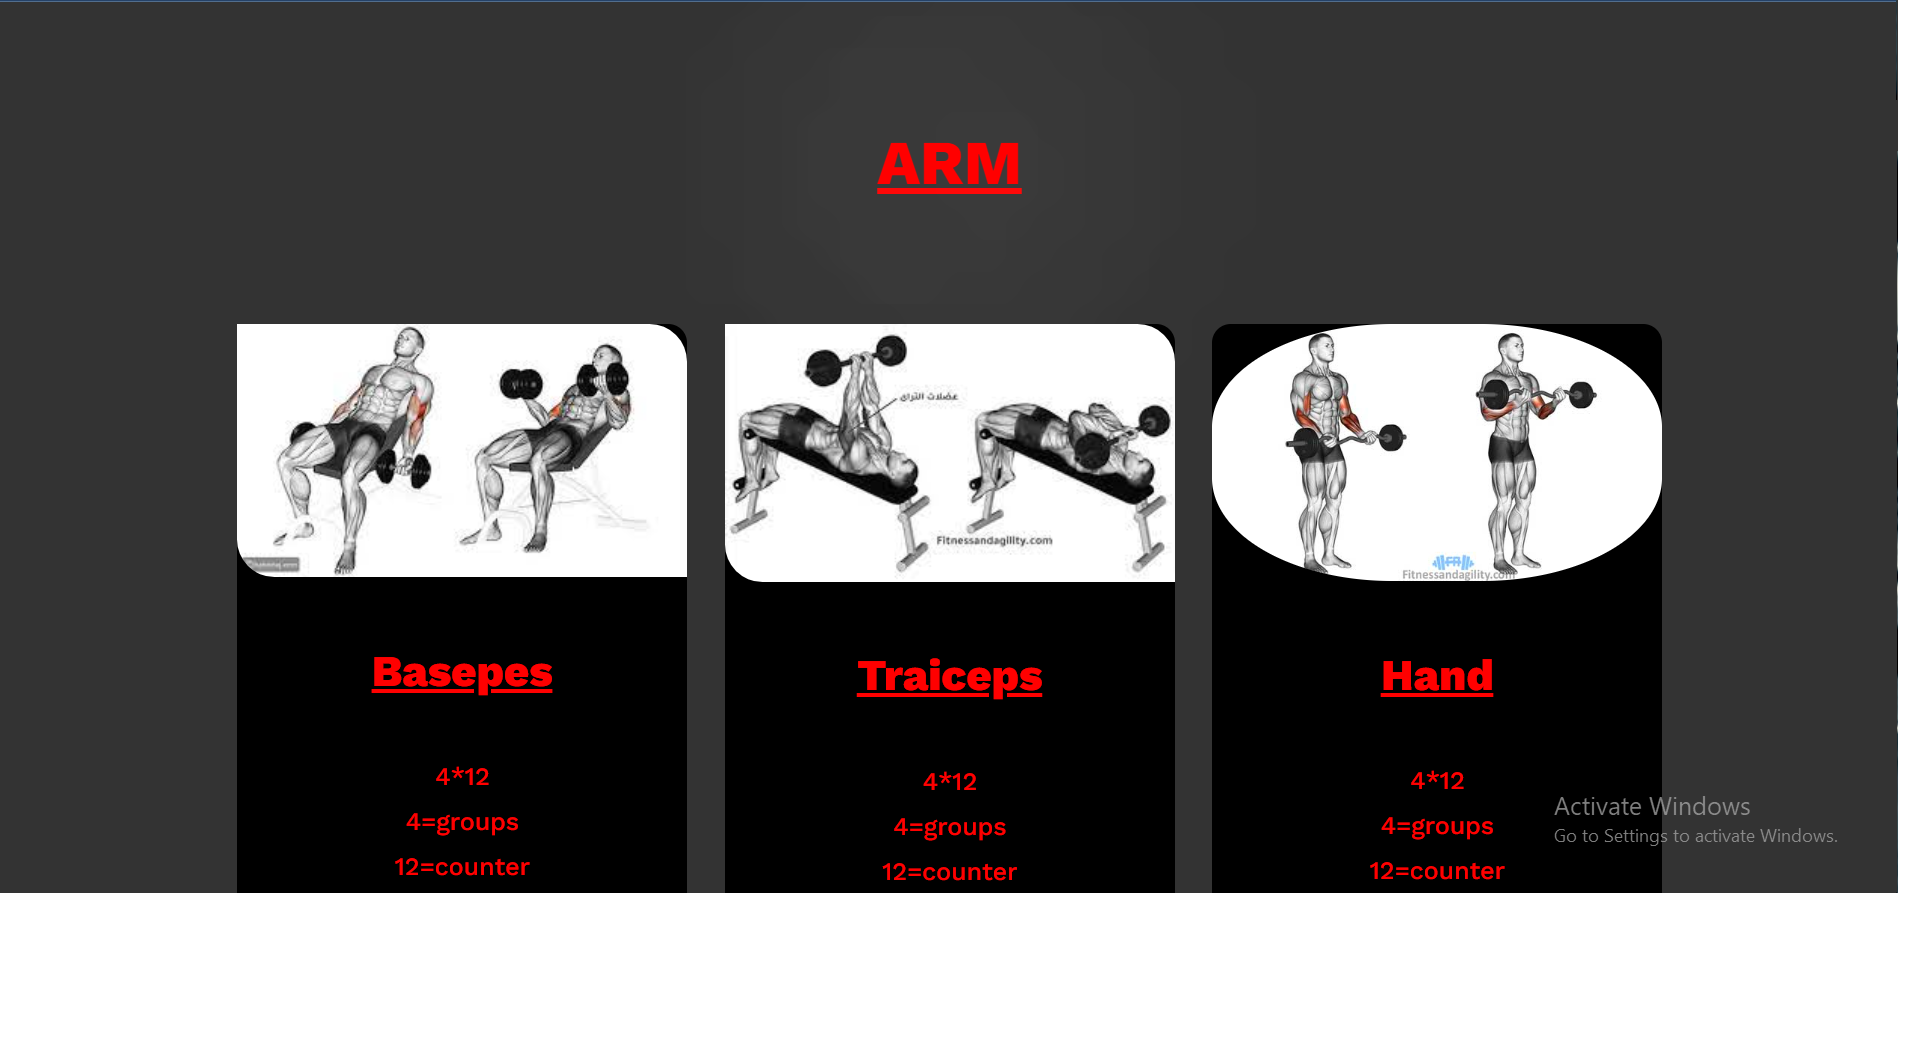 ARM
عضلات التراى
Fitnessandagility.com
Fitnessandagility.com
Basepes
Traiceps
Hand
4*12
4*12
4*12
4=groups
4=groups
4=groups
12=counter
12=counter
12=counter
Activate Windows
Go to Settings to activate Windows.